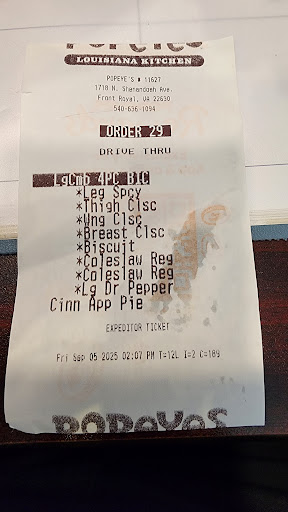 POPEYES
LOUISIANA KITCHEN
POPEYE'S # 11627
1718 N. Shenandoah Ave.
Front Royal, VA 22630
540-636-1094
ORDER 29
DRIVE THRU
LgCmb 4PC BIC
*Leg Spcy
*Thigh Clsc
*Wng Clsc
*Breast Clsc
*Biscuit
*Coleslaw Reg
*Coleslaw Reg
*Lg Dr Pepper
Cinn App Pie
EXPEDITOR TICKET
Fri Sep 05 2025 02:07 PM T=12L I=2 C=189
POPEYES